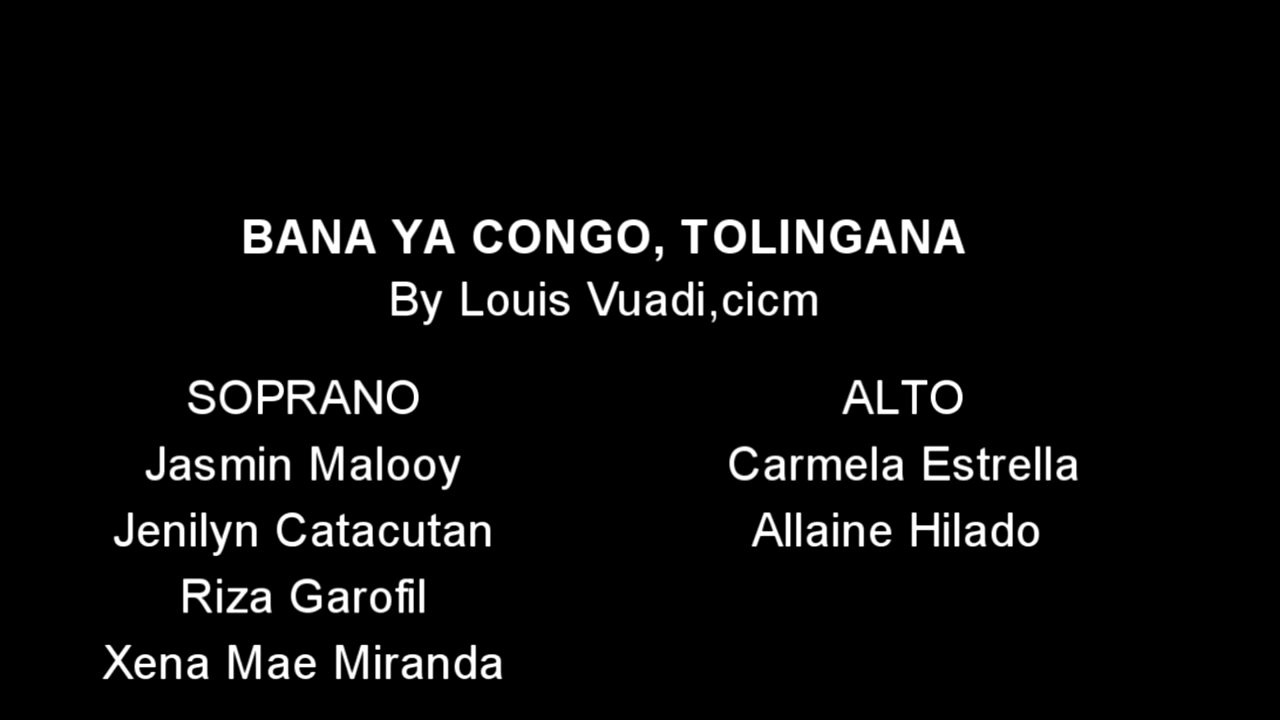 BANA YA CONGO, TOLINGANA
By Louis Vuadi,cicm
SOPRANO
Jasmin Malooy
Jenilyn Catacutan
Riza Garofil
Xena Mae Miranda
ALTO
Carmela Estrella
Allaine Hilado